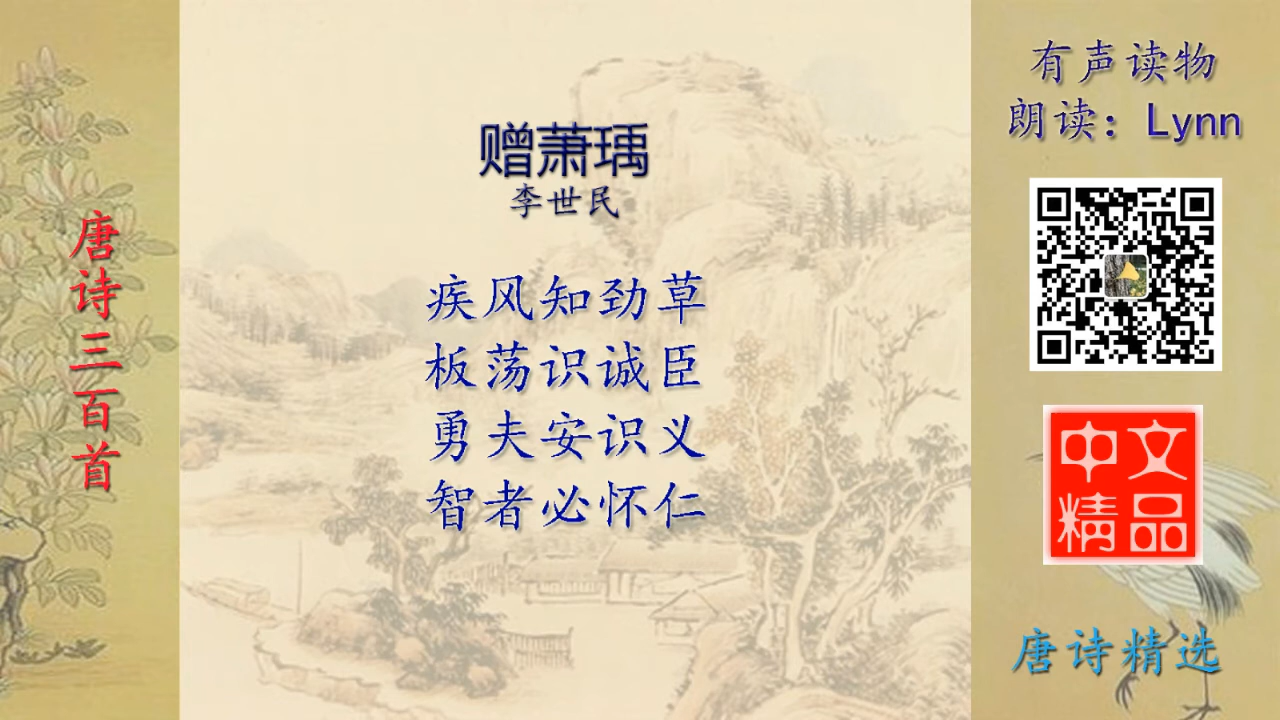 唐诗三百首
赠萧瑀
李世民
疾风知劲草
板荡识诚臣
勇夫安识义
智者必怀仁
有声读物
朗读：Lynn
中文
精品
唐诗精选